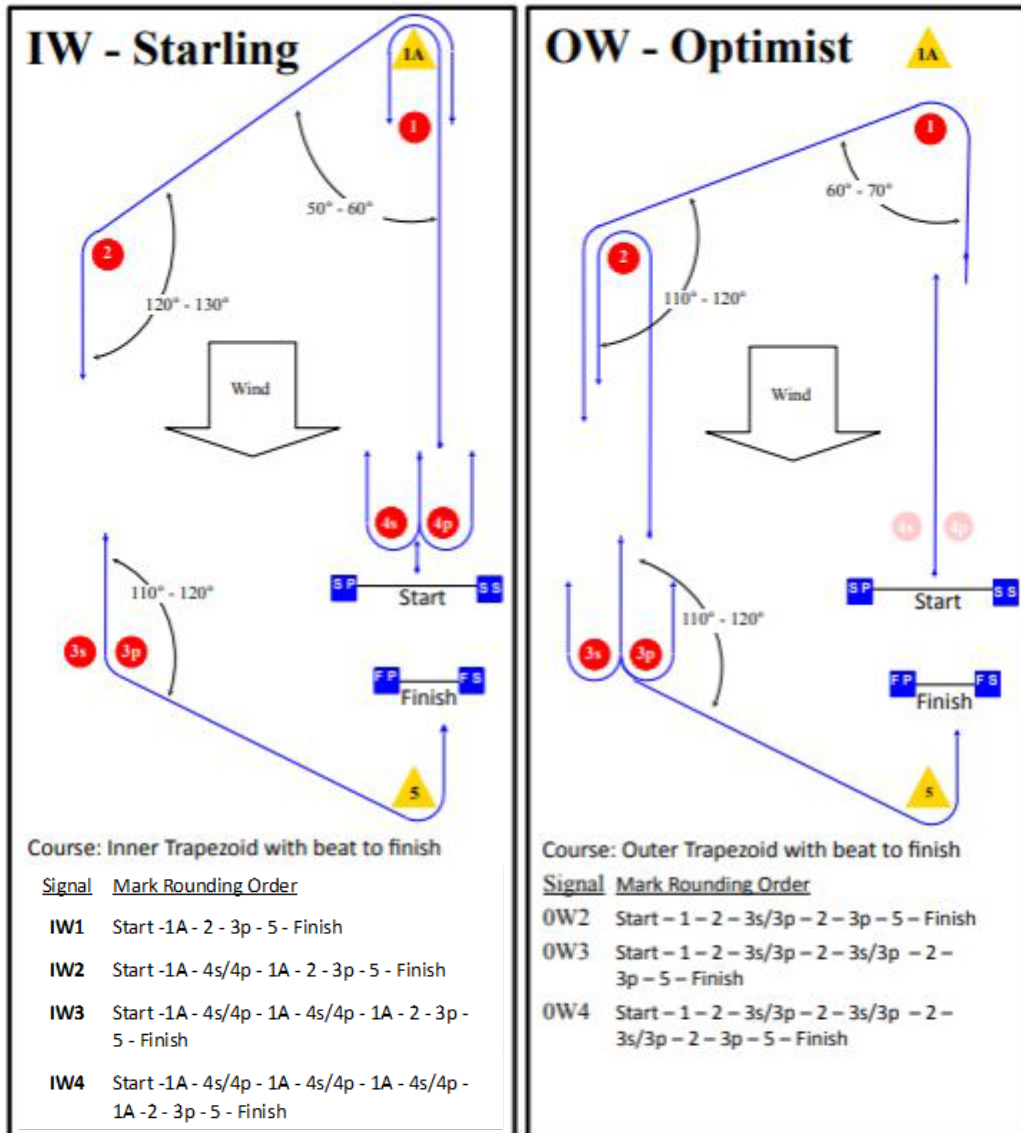 IW - Starling
1A
1
50° - 60°
2
120° - 130°
Wind
4s 4p
S P S S
Start
110° - 120°
3s 3p
F P F S
Finish
5
Course: Inner Trapezoid with beat to finish
Signal Mark Rounding Order
IW1 Start -1A - 2 - 3p - 5 - Finish
IW2 Start -1A - 4s/4p - 1A - 2 - 3p - 5 - Finish
IW3 Start -1A - 4s/4p - 1A - 4s/4p - 1A - 2 - 3p -
5 - Finish
IW4 Start -1A - 4s/4p - 1A - 4s/4p - 1A - 4s/4p -
1A -2 - 3p - 5 - Finish
OW - Optimist
1A
1
60° - 70°
2
110° - 120°
Wind
4s 4p
S P S S
Start
110° - 120°
3s 3p
F P F S
Finish
5
Course: Outer Trapezoid with beat to finish
Signal Mark Rounding Order
0W2 Start – 1 – 2 – 3s/3p – 2 – 3p – 5 – Finish
0W3 Start – 1 – 2 – 3s/3p – 2 – 3s/3p – 2 –
3p – 5 – Finish
0W4 Start – 1 – 2 – 3s/3p – 2 – 3s/3p – 2 –
3s/3p – 2 – 3p – 5 – Finish